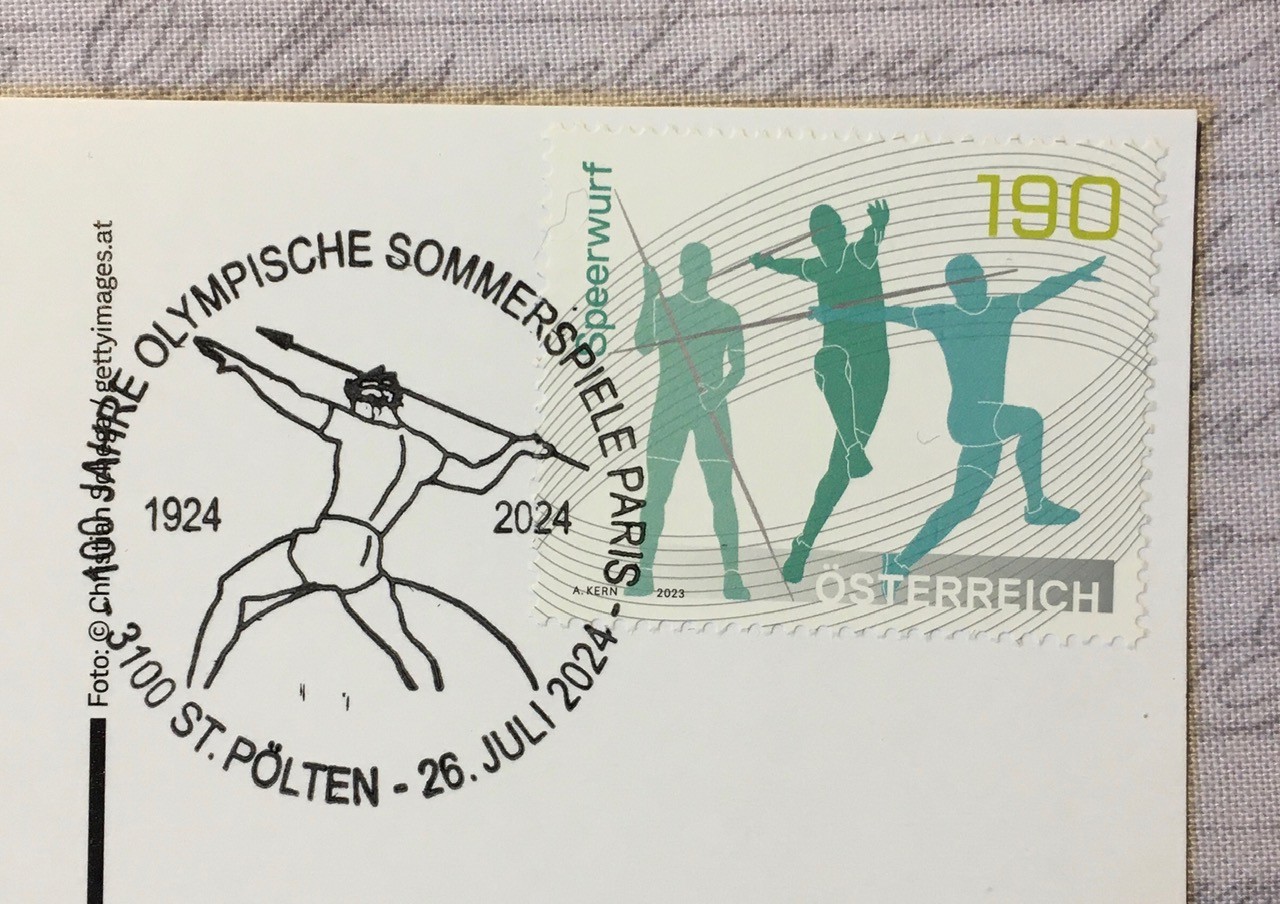 Foto: © Christian / gettyimages.at
100 JAHRE OLYMPISCHE SOMMERSPIELE PARIS -
1924
2024
3100 ST. PÖLTEN - 26. JULI 2024 -
Speerwurf
190
A. KERN 2023
ÖSTERREICH